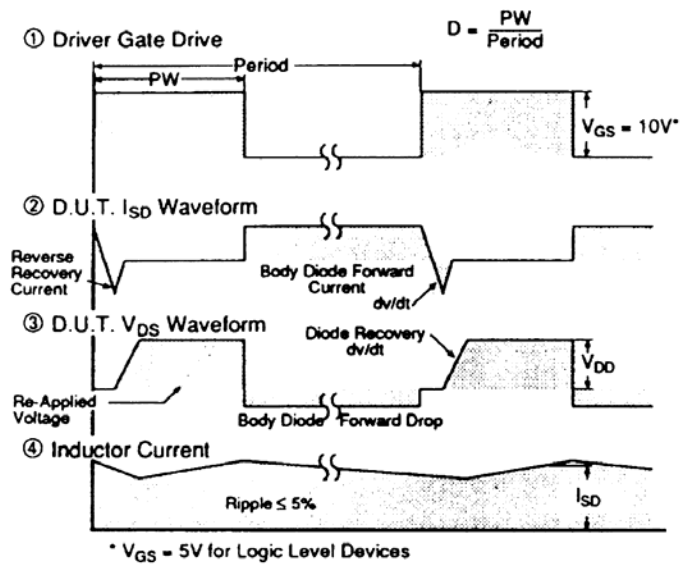 ① Driver Gate Drive
D = PW
Period
Period
PW
VGS = 10V*
② D.U.T. ISD Waveform
Reverse
Recovery
Current
Body Diode Forward
Current
dv/dt
③ D.U.T. VDS Waveform
Diode Recovery
dv/dt
VDD
Re-Applied
Voltage
Body Diode Forward Drop
④ Inductor Current
Ripple ≤ 5%
ISD
* VGS = 5V for Logic Level Devices